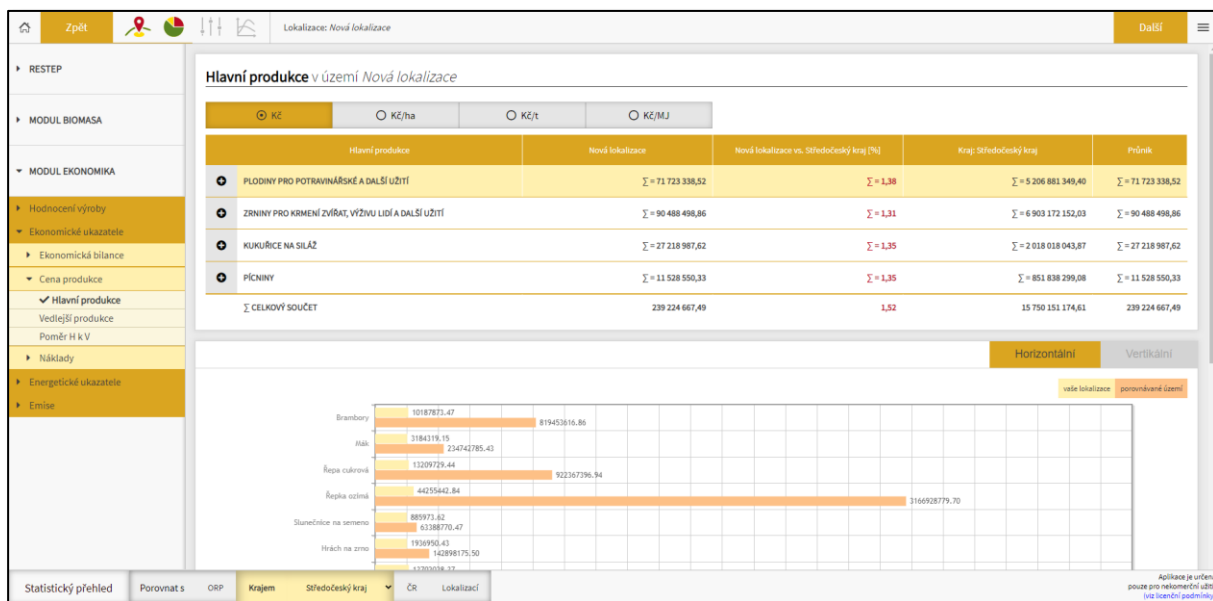 Zpět
Lokalizace: Nová lokalizace
Další
RESTEP
MODUL BIOMASA
MODUL EKONOMIKA
Hodnocení výroby
Ekonomické ukazatele
Ekonomická bilance
Cena produkce
Hlavní produkce
Vedlejší produkce
Poměr H k V
Náklady
Energetické ukazatele
Emise
Hlavní produkce v území Nová lokalizace
Kč Kč/ha Kč/t Kč/MJ
Hlavní produkce Nová lokalizace Nová lokalizace vs. Středočeský kraj [%] Kraj: Středočeský kraj Průnik
PLODINY PRO POTRAVINÁŘSKÉ A DALŠÍ UŽITÍ ∑ = 71 723 338,52 ∑ = 1,38 ∑ = 5 206 881 349,40 ∑ = 71 723 338,52
ZRNINY PRO KRMENÍ ZVÍŘAT, VÝŽIVU LIDÍ A DALŠÍ UŽITÍ ∑ = 90 488 498,86 ∑ = 1,31 ∑ = 6 903 172 152,03 ∑ = 90 488 498,86
KUKUŘICE NA SILÁŽ ∑ = 27 218 987,62 ∑ = 1,35 ∑ = 2 018 018 043,87 ∑ = 27 218 987,62
PÍCNINY ∑ = 11 528 550,33 ∑ = 1,35 ∑ = 851 838 299,08 ∑ = 11 528 550,33
∑ CELKOVÝ SOUČET 239 224 667,49 1,52 15 750 151 174,61 239 224 667,49
Horizontální Vertikální
vaše lokalizace porovnávané území
Brambory 10187873.47
819453616.86
Mák 3184319.15
234742785.43
Řepa cukrová 13209729.44
922367396.94
Řepka ozimá 44255442.84
3166928779.70
Slunečnice na semeno 885973.62
63388770.47
Hrách na zrno 1936950.43
142898175.50
Statistický přehled Porovnat s ORP Krajem Středočeský kraj ČR Lokalizací
Aplikace je určena
pouze pro nekomerční užití
(viz licenční podmínky